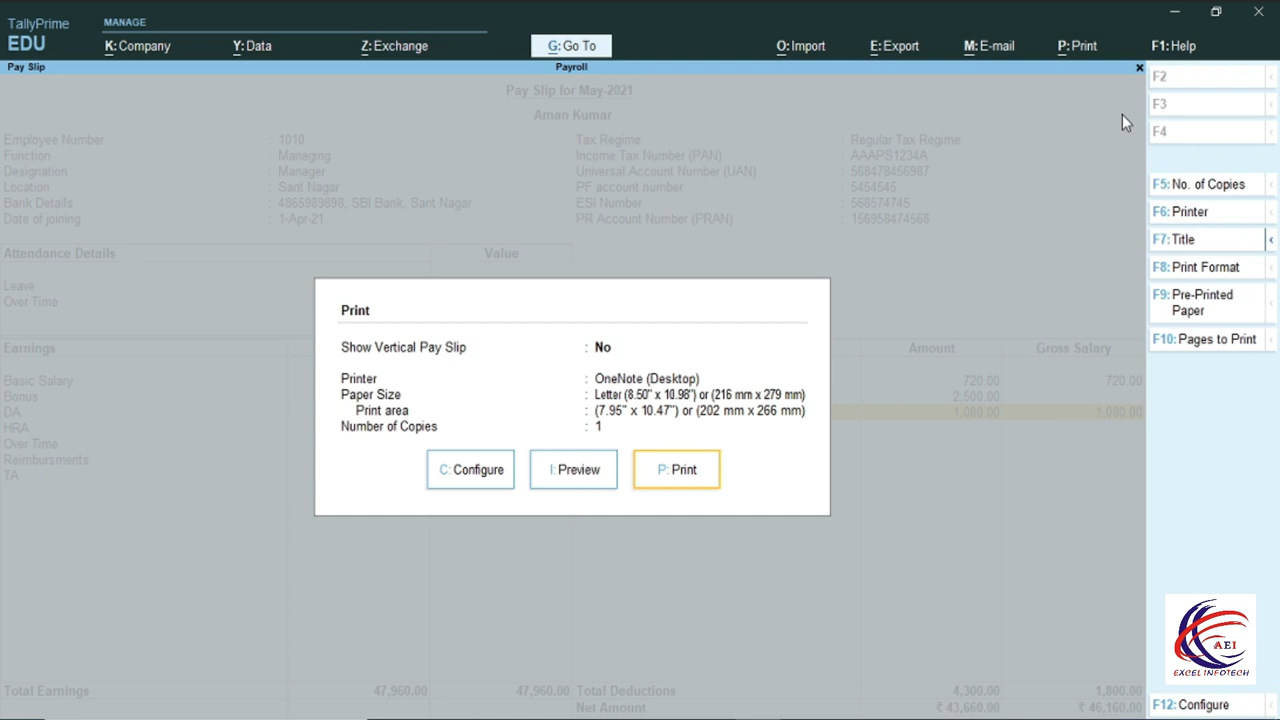 TallyPrime
EDU
MANAGE
K: Company
Y: Data
Z: Exchange
G: Go To
O: Import
E: Export
M: E-mail
P: Print
F1: Help
Pay Slip
Payroll
Pay Slip for May-2021
Aman Kumar
Employee Number : 1010
Function : Managing
Designation : Manager
Location : Sant Nagar
Bank Details : 4865989898, SBI Bank, Sant Nagar
Date of joining : 1-Apr-21
Tax Regime : Regular Tax Regime
Income Tax Number (PAN) : AAAPS1234A
Universal Account Number (UAN) : 568478456987
PF account number : 5454545
ESI Number : 568574745
PR Account Number (PRAN) : 156958474568
Attendance Details
Value
Leave
Over Time
Earnings
Amount
Gross Salary
Basic Salary
720.00
720.00
Bonus
2,500.00
DA
1,080.00
1,080.00
HRA
Over Time
Reimbursments
TA
Print
Show Vertical Pay Slip : No
Printer : OneNote (Desktop)
Paper Size : Letter (8.50" x 10.98") or (216 mm x 279 mm)
Print area : (7.95" x 10.47") or (202 mm x 266 mm)
Number of Copies : 1
C: Configure
I: Preview
P: Print
Total Earnings
47,960.00
47,960.00
Total Deductions
4,300.00
1,800.00
Net Amount
₹ 43,660.00
₹ 46,160.00
F2
F3
F4
F5: No. of Copies
F6: Printer
F7: Title
F8: Print Format
F9: Pre-Printed
Paper
F10: Pages to Print
AEI
EXCEL INFOTECH
F12: Configure